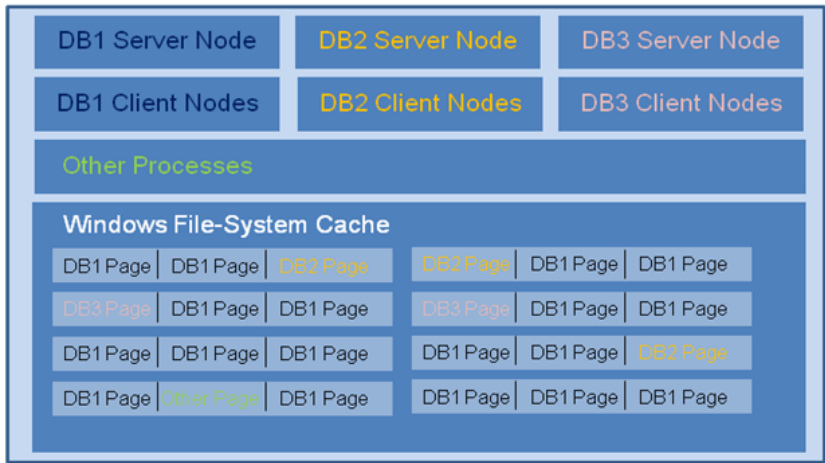 DB1 Server Node DB2 Server Node DB3 Server Node
DB1 Client Nodes DB2 Client Nodes DB3 Client Nodes
Other Processes
Windows File-System Cache
DB1 Page DB1 Page DB2 Page DB2 Page DB1 Page DB1 Page
DB3 Page DB1 Page DB1 Page DB3 Page DB1 Page DB1 Page
DB1 Page DB1 Page DB1 Page DB1 Page DB1 Page DB2 Page
DB1 Page Other Page DB1 Page DB1 Page DB1 Page DB1 Page